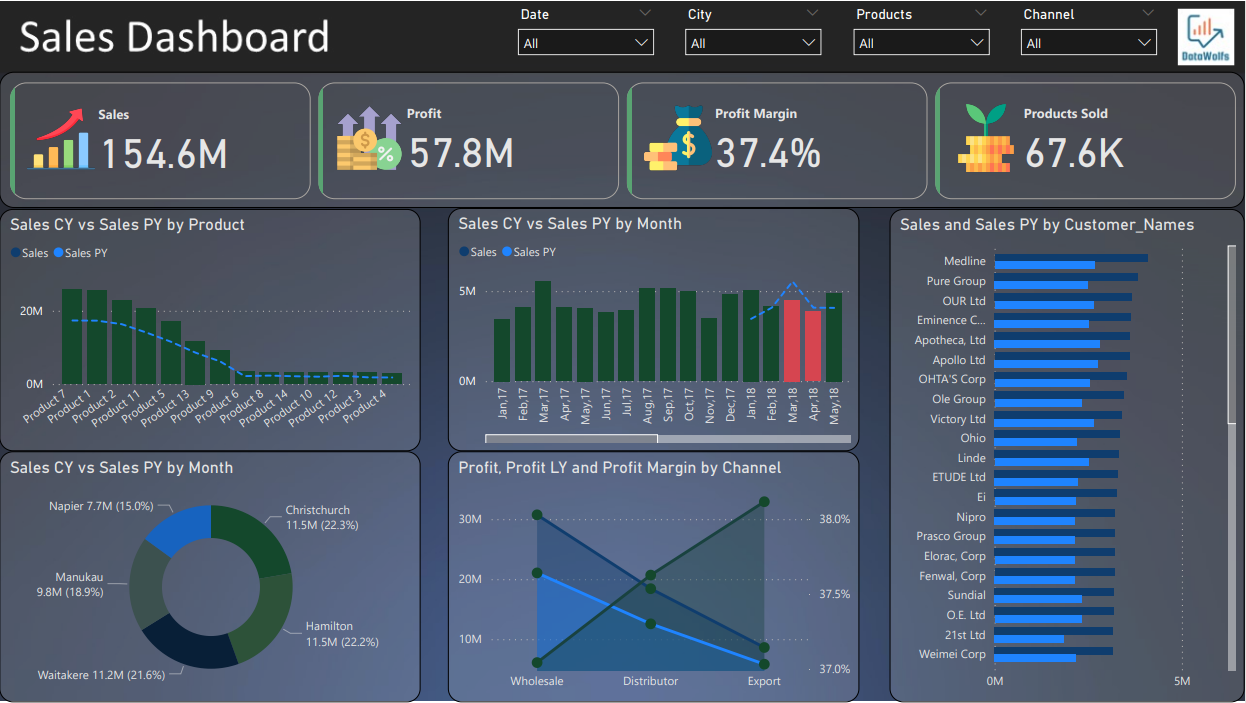 Sales Dashboard
Date
City
Products
Channel
All
All
All
All
DataWolfs
Sales
154.6M
Profit
$
%
57.8M
Profit Margin
$
37.4%
Products Sold
67.6K
Sales CY vs Sales PY by Product
Sales
Sales PY
20M
0M
Product 7
Product 1
Product 2
Product 11
Product 5
Product 13
Product 9
Product 6
Product 8
Product 14
Product 10
Product 12
Product 3
Product 4
Sales CY vs Sales PY by Month
Sales
Sales PY
5M
0M
Jan,17
Feb,17
Mar,17
Apr,17
May,17
Jun,17
Jul,17
Aug,17
Sep,17
Oct,17
Nov,17
Dec,17
Jan,18
Feb,18
Mar,18
Apr,18
May,18
Sales and Sales PY by Customer_Names
Medline
Pure Group
OUR Ltd
Eminence C...
Apotheca, Ltd
Apollo Ltd
OHTA'S Corp
Ole Group
Victory Ltd
Ohio
Linde
ETUDE Ltd
Ei
Nipro
Prasco Group
Elorac, Corp
Fenwal, Corp
Sundial
O.E. Ltd
21st Ltd
Weimei Corp
0M
5M
Sales CY vs Sales PY by Month
Napier 7.7M (15.0%)
Christchurch
11.5M (22.3%)
Manukau
9.8M (18.9%)
Hamilton
11.5M (22.2%)
Waitakere 11.2M (21.6%)
Profit, Profit LY and Profit Margin by Channel
30M
20M
10M
38.0%
37.5%
37.0%
Wholesale
Distributor
Export